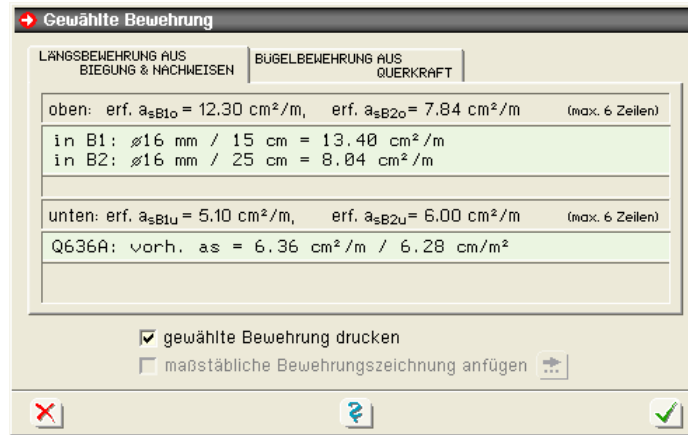 Gewählte Bewehrung
LÄNGSBEWEHRUNG AUS
BIEGUNG & NACHWEISEN
BÜGELBEWEHRUNG AUS
QUERKRAFT
oben: erf. asB1o = 12.30 cm²/m, erf. asB2o = 7.84 cm²/m (max. 6 Zeilen)
in B1: ⌀16 mm / 15 cm = 13.40 cm²/m
in B2: ⌀16 mm / 25 cm = 8.04 cm²/m
unten: erf. asB1u = 5.10 cm²/m, erf. asB2u = 6.00 cm²/m (max. 6 Zeilen)
Q636A: vorh. as = 6.36 cm²/m / 6.28 cm/m²
gewählte Bewehrung drucken
maßstäbliche Bewehrungszeichnung anfügen